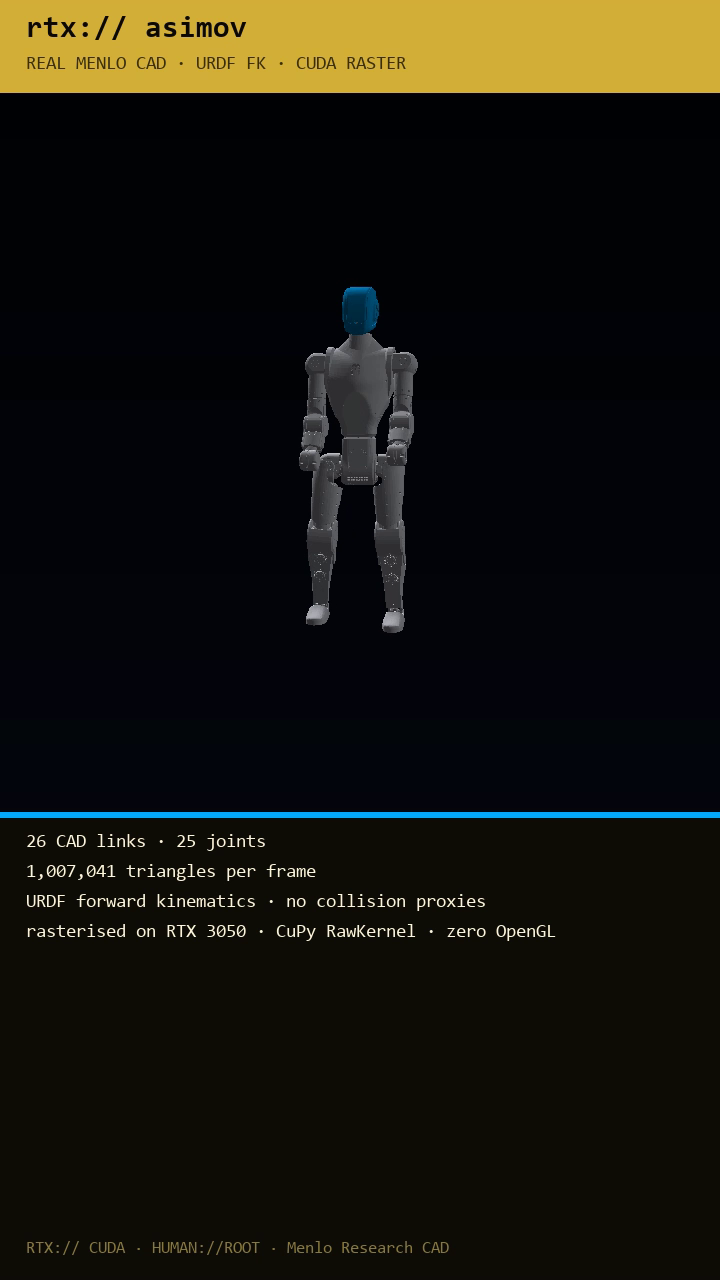 rtx:// asimov
REAL MENLO CAD · URDF FK · CUDA RASTER
26 CAD links · 25 joints
1,007,041 triangles per frame
URDF forward kinematics · no collision proxies
rasterised on RTX 3050 · CuPy RawKernel · zero OpenGL
RTX:// CUDA · HUMAN://ROOT · Menlo Research CAD